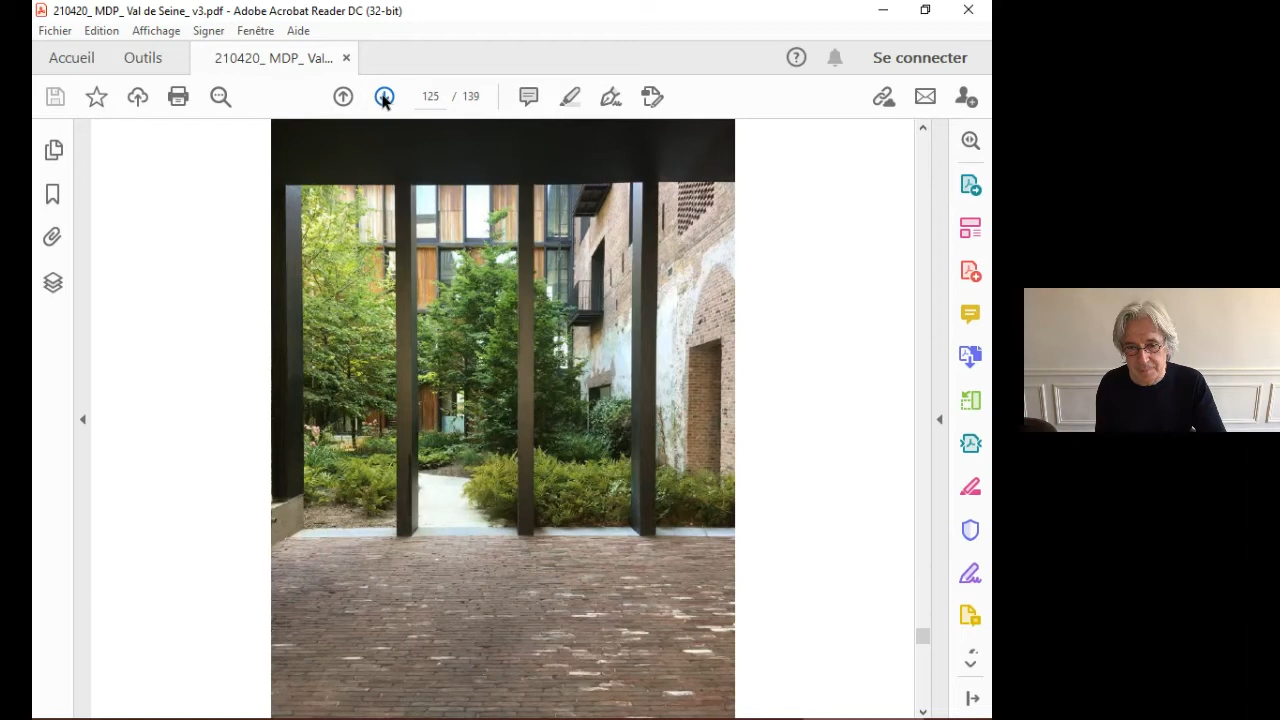 210420_ MDP_ Val de Seine_ v3.pdf - Adobe Acrobat Reader DC (32-bit)
Fichier Edition Affichage Signer Fenêtre Aide
Accueil Outils 210420_ MDP_ Val... Se connecter
125 / 139